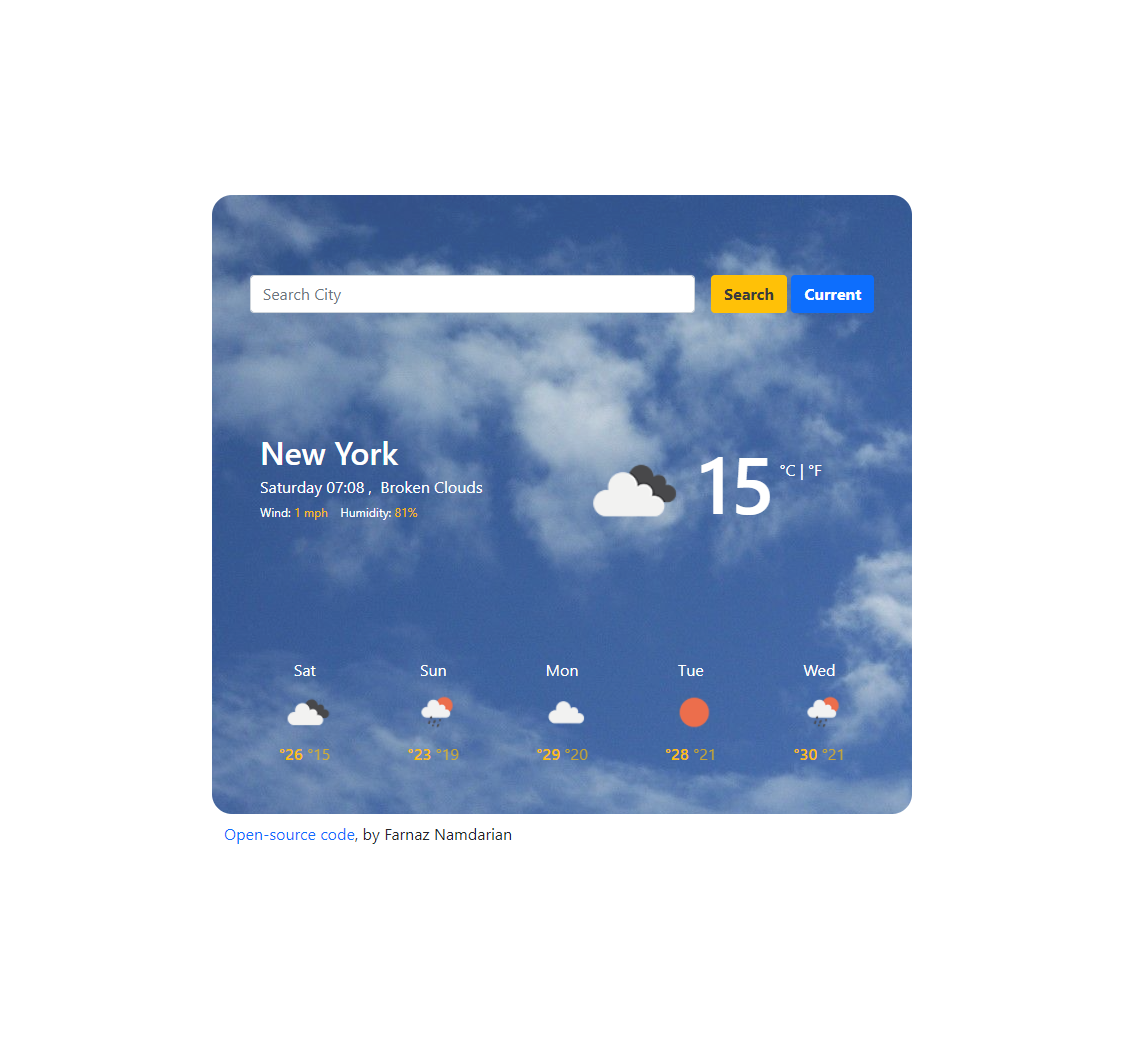 Search City Search Current
New York
15 °C | °F
Saturday 07:08 , Broken Clouds
Wind: 1 mph Humidity: 81%
Sat Sun Mon Tue Wed
°26 °15 °23 °19 °29 °20 °28 °21 °30 °21
Open-source code, by Farnaz Namdarian